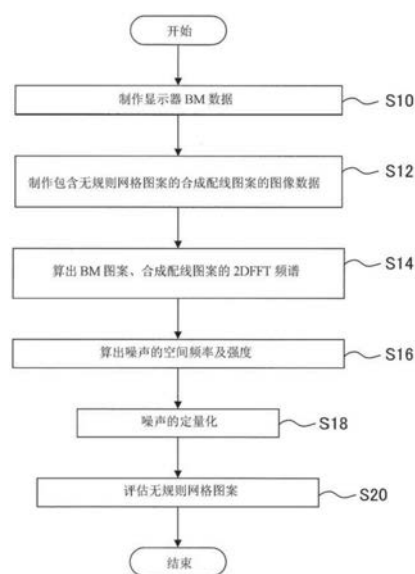 开始
制作显示器 BM 数据
S10
制作包含无规则网格图案的合成配线图案的图像数据
S12
算出 BM 图案、合成配线图案的 2DFFT 频谱
S14
算出噪声的空间频率及强度
S16
噪声的定量化
S18
评估无规则网格图案
S20
结束